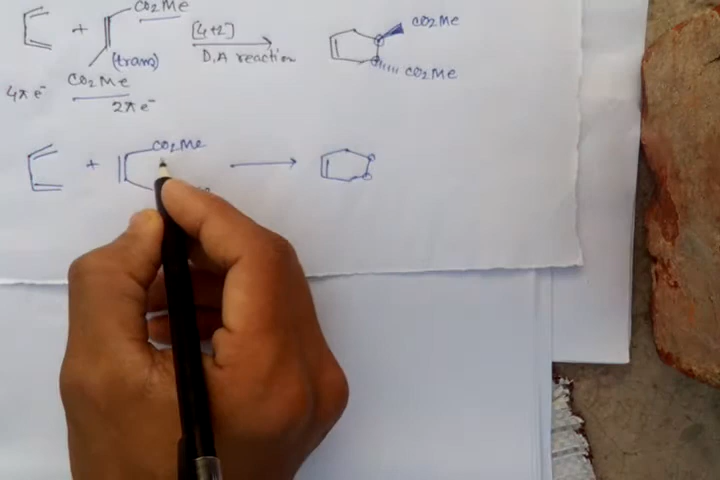 CO2Me
+ [4+2] CO2Me
(trans) D.A reaction
CO2Me CO2Me
4π e⁻ 2π e⁻
+ CO2Me